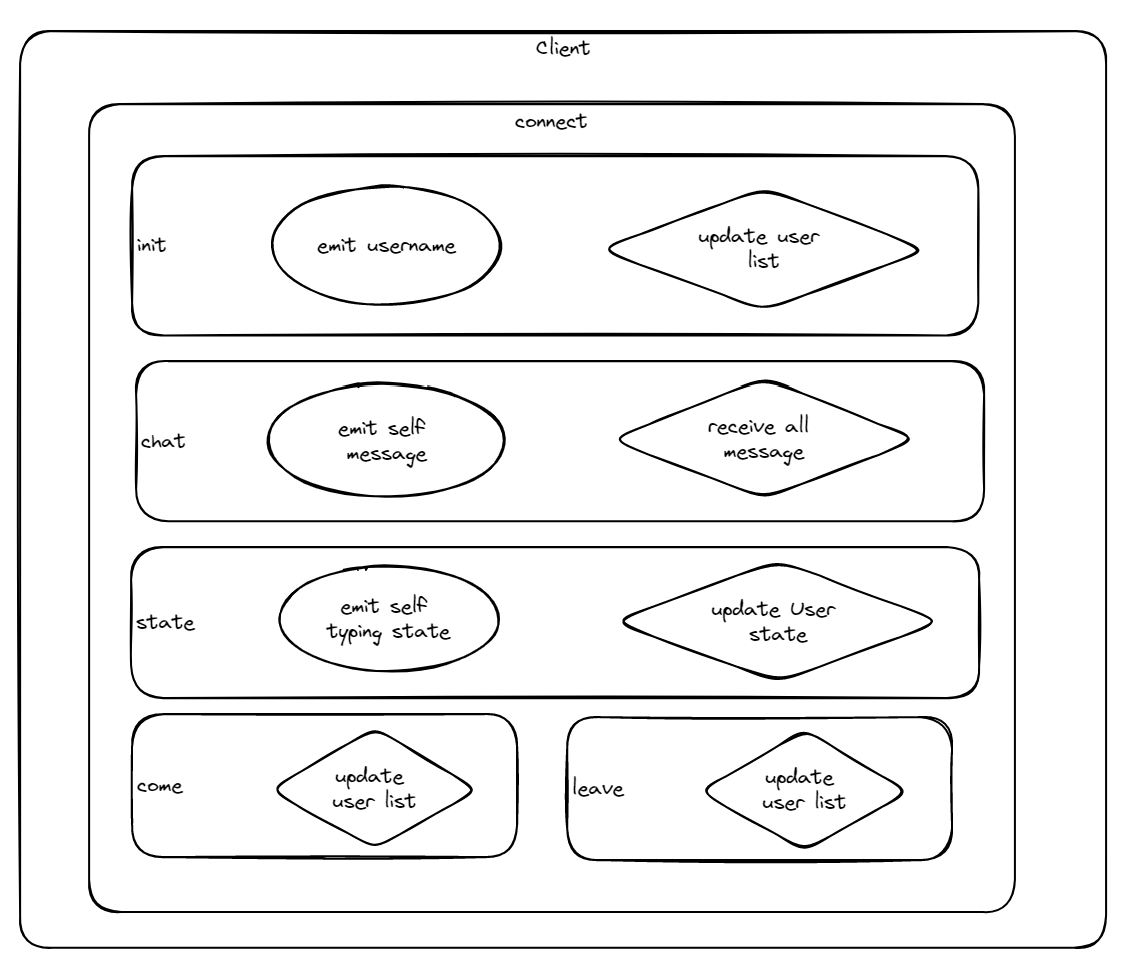 Client
connect
init
emit username
update user
list
chat
emit self
message
receive all
message
state
emit self
typing state
update User
state
come
update
user list
leave
update
user list